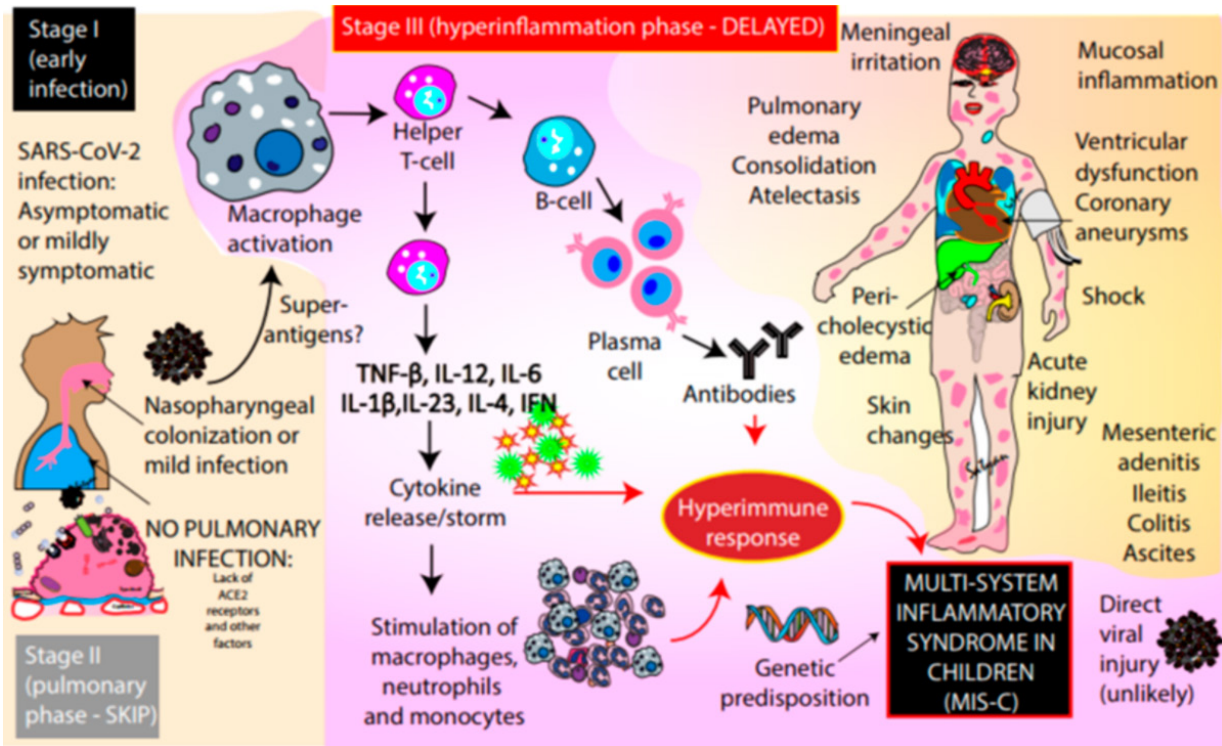 Stage I
(early
infection)
SARS-CoV-2
infection:
Asymptomatic
or mildly
symptomatic
Nasopharyngeal
colonization or
mild infection
NO PULMONARY
INFECTION:
Lack of
ACE2
receptors
and other
factors
Stage II
(pulmonary
phase - SKIP)
Stage III (hyperinflammation phase - DELAYED)
Macrophage
activation
Super-
antigens?
Helper
T-cell
B-cell
Plasma
cell
Antibodies
TNF-β, IL-12, IL-6
IL-1β,IL-23, IL-4, IFN
Cytokine
release/storm
Stimulation of
macrophages,
neutrophils
and monocytes
Hyperimmune
response
Genetic
predisposition
MULTI-SYSTEM
INFLAMMATORY
SYNDROME IN
CHILDREN
(MIS-C)
Direct
viral
injury
(unlikely)
Meningeal
irritation
Mucosal
inflammation
Pulmonary
edema
Consolidation
Atelectasis
Ventricular
dysfunction
Coronary
aneurysms
Peri-
cholecystic
edema
Shock
Acute
kidney
injury
Skin
changes
Mesenteric
adenitis
Ileitis
Colitis
Ascites